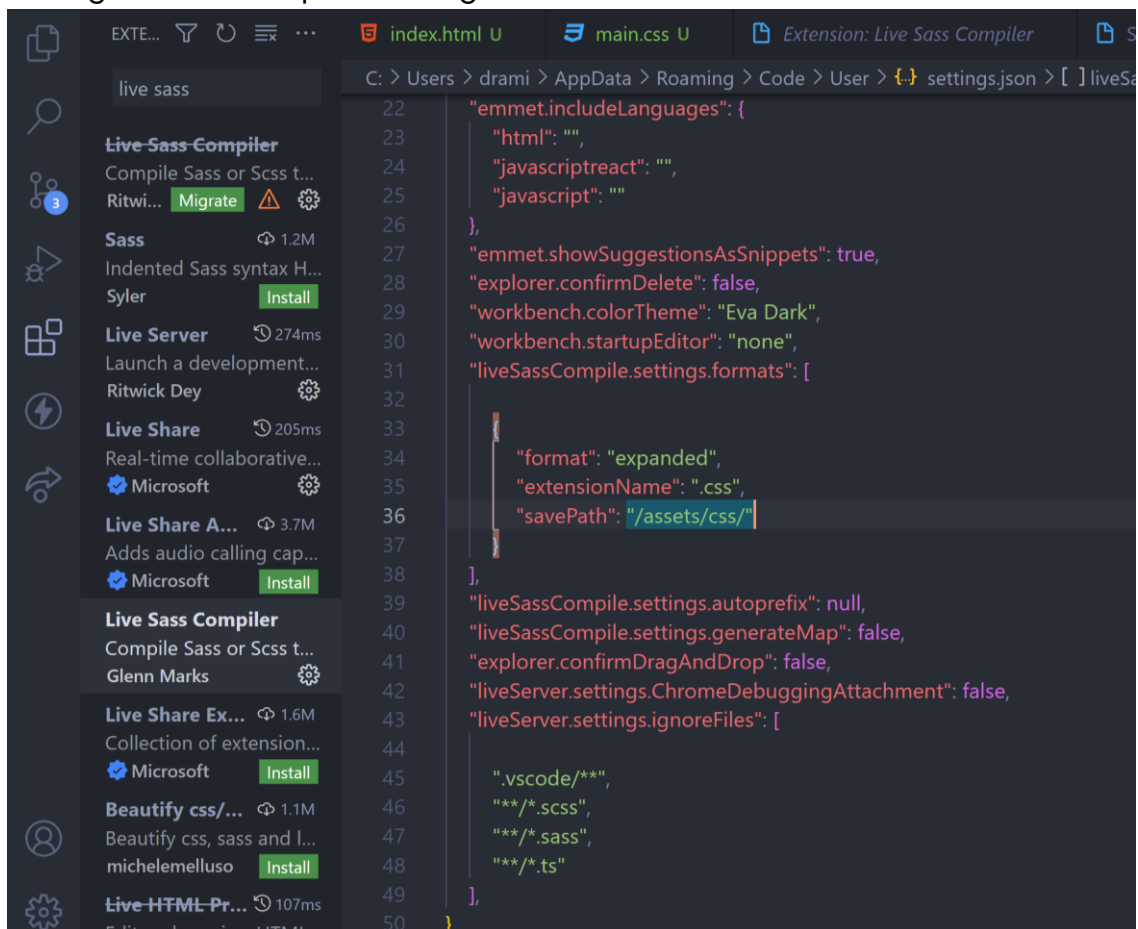 EXTE...
index.html U
main.css U
Extension: Live Sass Compiler
S
live sass
C: > Users > drami > AppData > Roaming > Code > User > {..} settings.json > [ ] liveSa
Live Sass Compiler
Compile Sass or Scss t...
Ritwi... Migrate
3
Sass 1.2M
Indented Sass syntax H...
Syler Install
Live Server 274ms
Launch a development...
Ritwick Dey
Live Share 205ms
Real-time collaborative...
Microsoft
Live Share A... 3.7M
Adds audio calling cap...
Microsoft Install
Live Sass Compiler
Compile Sass or Scss t...
Glenn Marks
Live Share Ex... 1.6M
Collection of extension...
Microsoft Install
Beautify css/... 1.1M
Beautify css, sass and l...
michelemelluso Install
Live HTML Pr... 107ms
22 "emmet.includeLanguages": {
23 "html": "",
24 "javascriptreact": "",
25 "javascript": ""
26 },
27 "emmet.showSuggestionsAsSnippets": true,
28 "explorer.confirmDelete": false,
29 "workbench.colorTheme": "Eva Dark",
30 "workbench.startupEditor": "none",
31 "liveSassCompile.settings.formats": [
32
33 {
34 "format": "expanded",
35 "extensionName": ".css",
36 "savePath": "/assets/css/"
37 }
38 ],
39 "liveSassCompile.settings.autoprefix": null,
40 "liveSassCompile.settings.generateMap": false,
41 "explorer.confirmDragAndDrop": false,
42 "liveServer.settings.ChromeDebuggingAttachment": false,
43 "liveServer.settings.ignoreFiles": [
44
45 ".vscode/**",
46 "**/*.scss",
47 "**/*.sass",
48 "**/*.ts"
49 ],
50 }